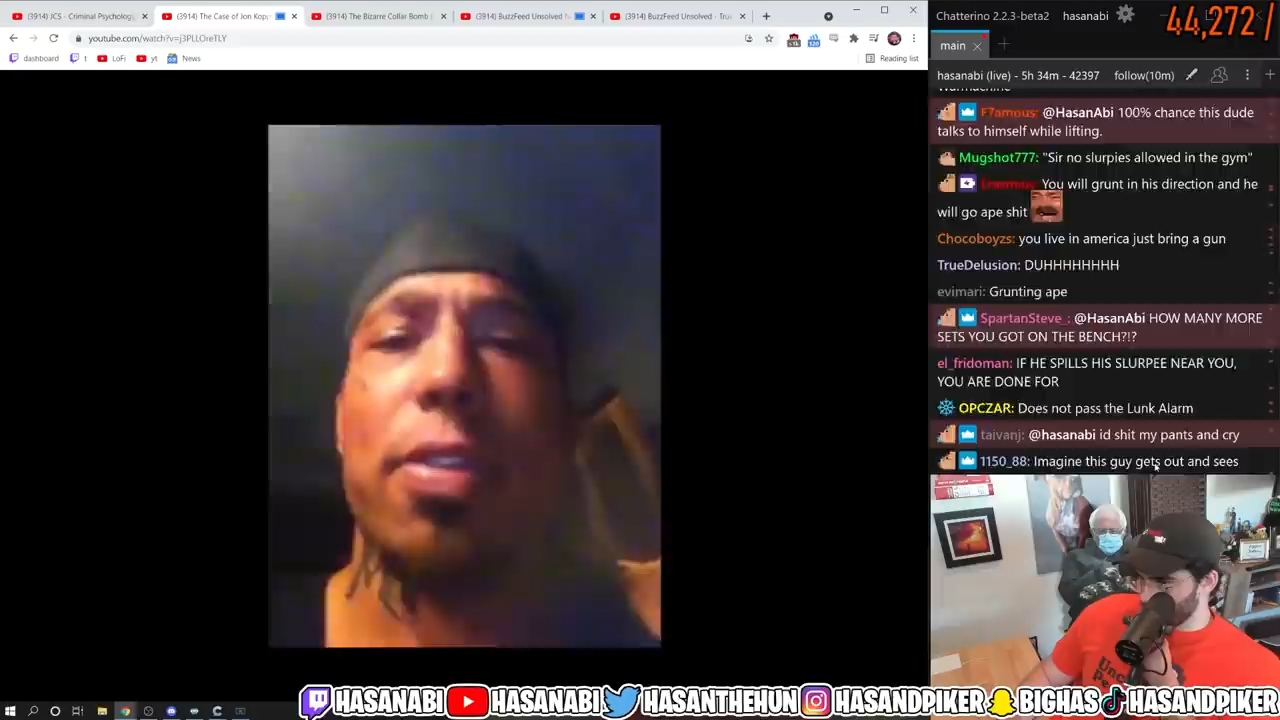 (3914) JCS - Criminal Psychology
(3914) The Case of Jon Kopp
(3914) The Bizarre Collar Bomb
(3914) BuzzFeed Unsolved
(3914) BuzzFeed Unsolved - Tru
youtube.com/watch?v=j3PLLOreTLY
dashboard
t
LoFi
yt
News
Reading list
Chatterino 2.2.3-beta2
hasanabi
44,272 /
main
hasanabi (live) - 5h 34m - 42397
follow(10m)
F7amous: @HasanAbi 100% chance this dude
talks to himself while lifting.
Mugshot777: "Sir no slurpies allowed in the gym"
You will grunt in his direction and he
will go ape shit
Chocoboyzs: you live in america just bring a gun
TrueDelusion: DUHHHHHHHH
evimari: Grunting ape
SpartanSteve_: @HasanAbi HOW MANY MORE
SETS YOU GOT ON THE BENCH?!?
el_fridoman: IF HE SPILLS HIS SLURPEE NEAR YOU,
YOU ARE DONE FOR
OPCZAR: Does not pass the Lunk Alarm
taivanj: @hasanabi id shit my pants and cry
1150_88: Imagine this guy gets out and sees
HASANABI
HASANABI
HASANTHEHUN
HASANDPIKER
BIGHAS
HASANDPIKER